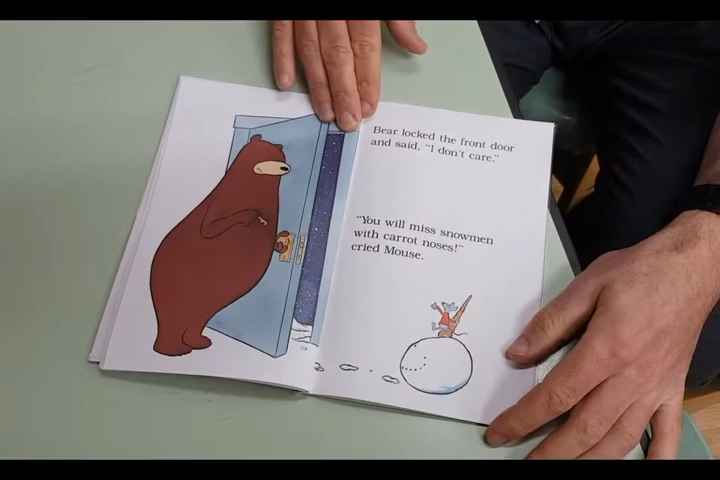 Bear locked the front door
and said, "I don't care."
"You will miss snowmen
with carrot noses!"
cried Mouse.